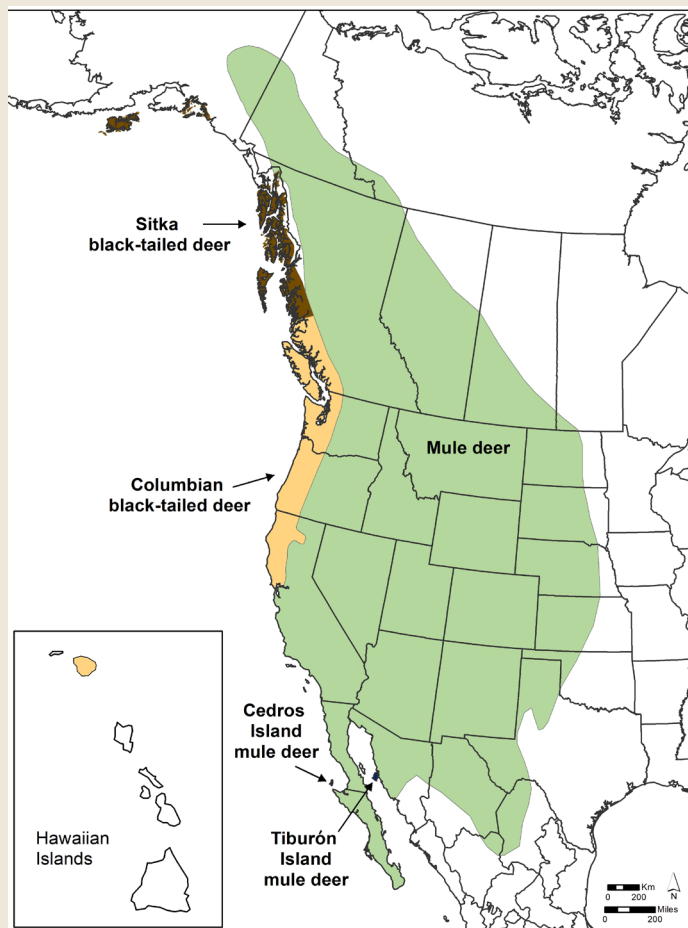 Sitka
black-tailed deer
Mule deer
Columbian
black-tailed deer
Cedros
Island
mule deer
Tiburón
Island
mule deer
Hawaiian
Islands
Km
0 200
N
Miles
0 200